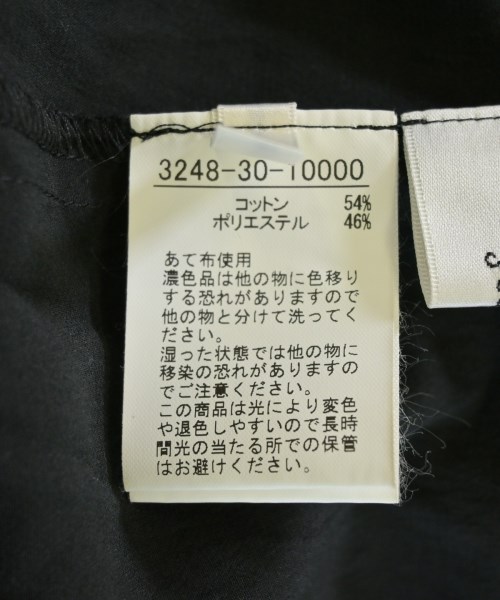 3248-30-10000
コットン 54%
ポリエステル 46%
あて布使用
濃色品は他の物に色移り
する恐れがありますので
他の物と分けて洗ってく
ださい。
湿った状態では他の物に
移染の恐れがありますの
でご注意ください。
この商品は光により変色
や退色しやすいので長時
間光の当たる所での保管
はお避けください。